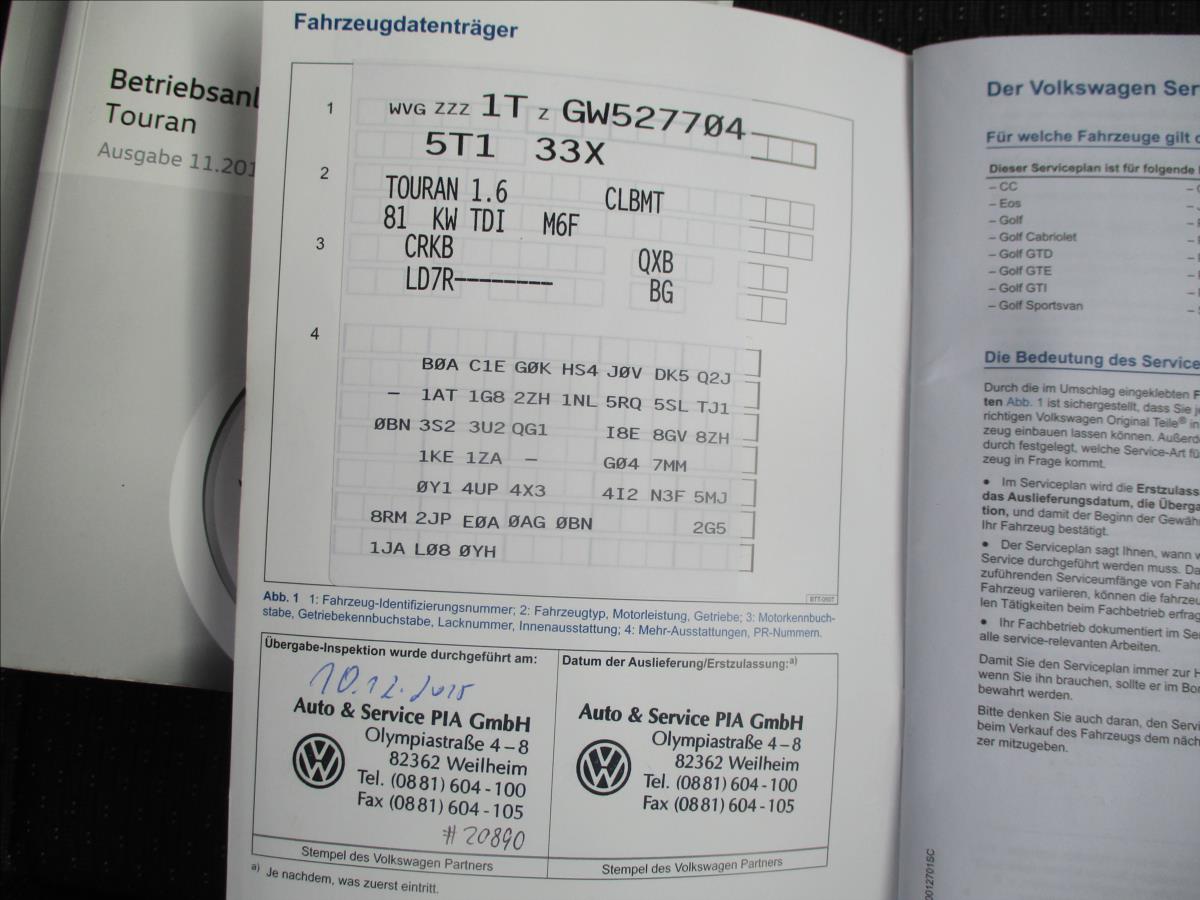 Betriebsanl
Touran
Ausgabe 11.201
Fahrzeugdatenträger
1
WVG ZZZ 1T Z GW5277Ø4
5T1 33X
2
TOURAN 1.6 CLBMT
81 KW TDI M6F
3
CRKB QXB
LD7R-------- BG
4
BØA C1E GØK HS4 JØV DK5 Q2J
– 1AT 1G8 2ZH 1NL 5RQ 5SL TJ1
ØBN 3S2 3U2 QG1 I8E 8GV 8ZH
1KE 1ZA – GØ4 7MM
ØY1 4UP 4X3 4I2 N3F 5MJ
8RM 2JP EØA ØAG ØBN 2G5
1JA LØ8 ØYH
Abb. 1 1: Fahrzeug-Identifizierungsnummer; 2: Fahrzeugtyp, Motorleistung, Getriebe; 3: Motorkennbuch-
stabe, Getriebekennbuchstabe, Lacknummer, Innenausstattung; 4: Mehr-Ausstattungen, PR-Nummern.
Übergabe-Inspektion wurde durchgeführt am:
10.12.2015
Auto & Service PIA GmbH
Olympiastraße 4–8
82362 Weilheim
Tel. (0881) 604-100
Fax (0881) 604-105
#20890
Stempel des Volkswagen Partners
Datum der Auslieferung/Erstzulassung:a)
Auto & Service PIA GmbH
Olympiastraße 4–8
82362 Weilheim
Tel. (0881) 604-100
Fax (0881) 604-105
Stempel des Volkswagen Partners
a) Je nachdem, was zuerst eintritt.
Der Volkswagen Ser
Für welche Fahrzeuge gilt d
Dieser Serviceplan ist für folgende
– CC
– Eos
– Golf
– Golf Cabriolet
– Golf GTD
– Golf GTE
– Golf GTI
– Golf Sportsvan
Die Bedeutung des Service
Durch die im Umschlag eingeklebten F
ten Abb. 1 ist sichergestellt, dass Sie j
richtigen Volkswagen Original Teile® in
zeug einbauen lassen können. Außerd
durch festgelegt, welche Service-Art fü
zeug in Frage kommt.
• Im Serviceplan wird die Erstzulass
das Auslieferungsdatum, die Überga
tion, und damit der Beginn der Gewäh
Ihr Fahrzeug bestätigt.
• Der Serviceplan sagt Ihnen, wann w
Service durchgeführt werden muss. Da
zuführenden Serviceumfänge von Fahr
Fahrzeug variieren, können die fahrzeu
len Tätigkeiten beim Fachbetrieb erfrag
• Ihr Fachbetrieb dokumentiert im Se
alle service-relevanten Arbeiten.
Damit Sie den Serviceplan immer zur H
wenn Sie ihn brauchen, sollte er im Bor
bewahrt werden.
Bitte denken Sie auch daran, den Servi
beim Verkauf des Fahrzeugs dem näch
zer mitzugeben.